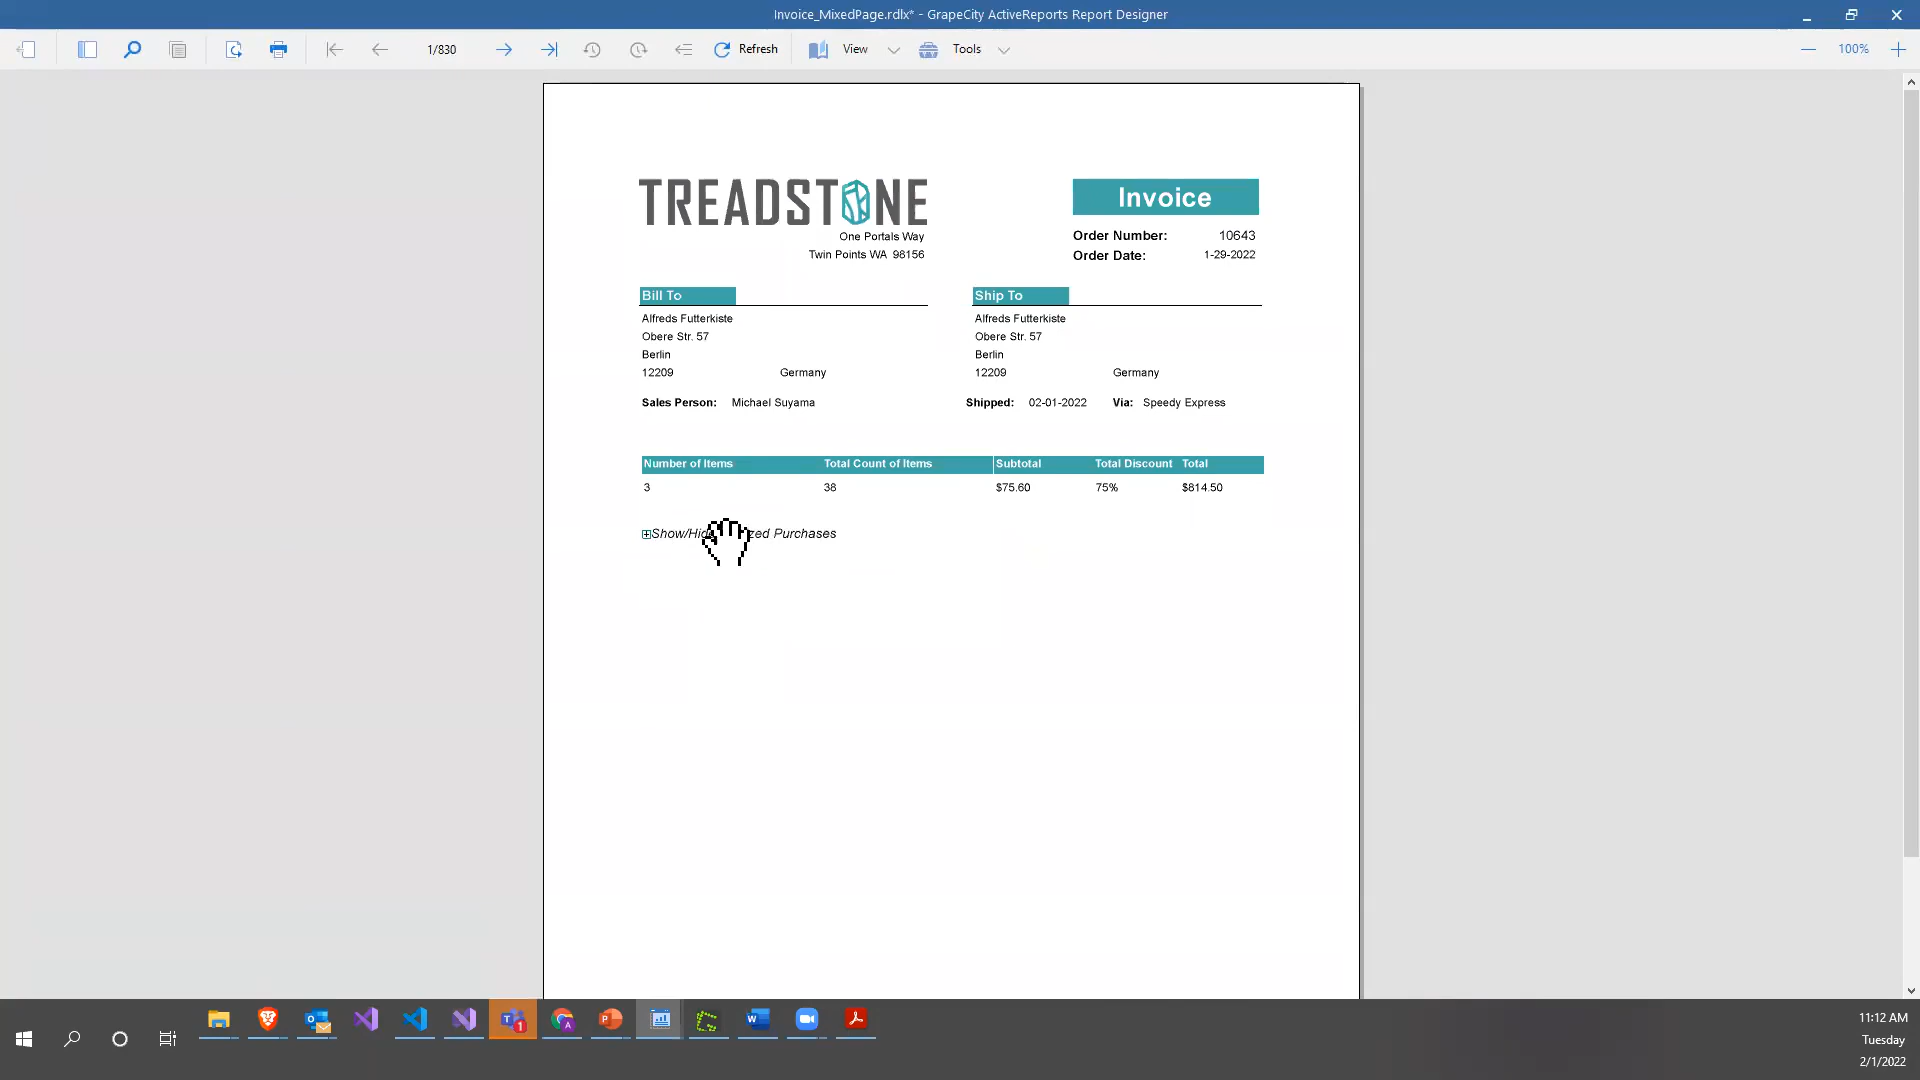 Invoice_MixedPage.rdlx* - GrapeCity ActiveReports Report Designer
1/830 Refresh View Tools 100%
TREADSTONE
One Portals Way
Twin Points WA 98156
Invoice
Order Number: 10643
Order Date: 1-29-2022
Bill To
Alfreds Futterkiste
Obere Str. 57
Berlin
12209 Germany
Ship To
Alfreds Futterkiste
Obere Str. 57
Berlin
12209 Germany
Sales Person: Michael Suyama Shipped: 02-01-2022 Via: Speedy Express
Number of Items Total Count of Items Subtotal Total Discount Total
3 38 $75.60 75% $814.50
Show/Hide Purchases
11:12 AM
Tuesday
2/1/2022